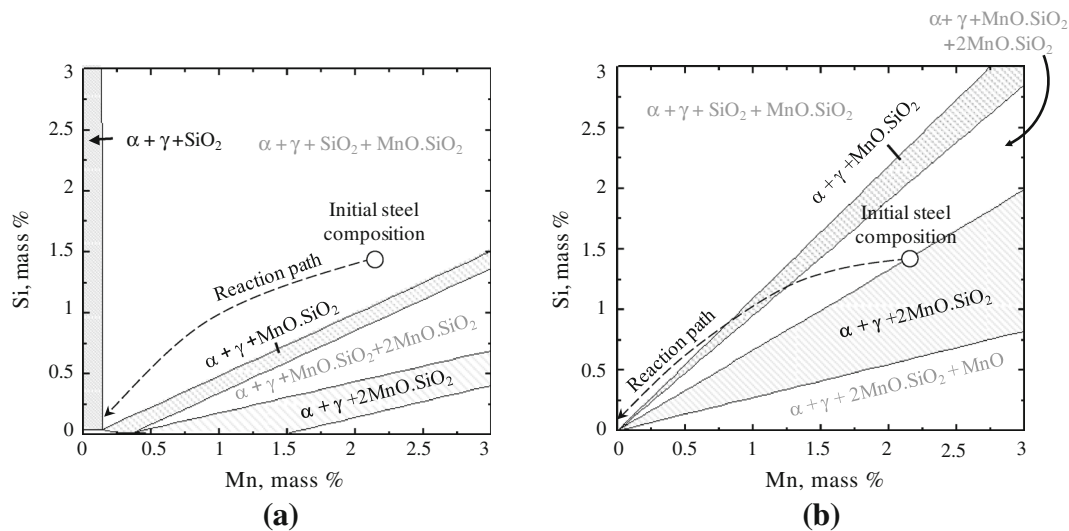 α+ γ +MnO.SiO₂
+2MnO.SiO₂
3
2.5
2
1.5
1
0.5
0
Si, mass %
α + γ +SiO₂
α + γ + SiO₂ + MnO.SiO₂
Initial steel
composition
Reaction path
α + γ +MnO.SiO₂
α + γ +MnO.SiO₂+2MnO.SiO₂
α + γ +2MnO.SiO₂
0
0.5
1
1.5
2
2.5
3
Mn, mass %
(a)
3
2.5
2
1.5
1
0.5
0
Si, mass %
α + γ + SiO₂ + MnO.SiO₂
α + γ +MnO.SiO₂
Initial steel
composition
Reaction path
α + γ +2MnO.SiO₂
α + γ + 2MnO.SiO₂ + MnO
0
0.5
1
1.5
2
2.5
3
Mn, mass %
(b)